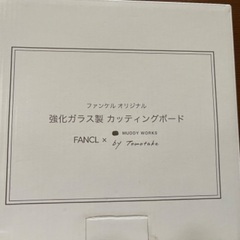 ファンケル オリジナル
強化ガラス製 カッティングボード
FANCL × MUDDY WORKS
by Tomotake